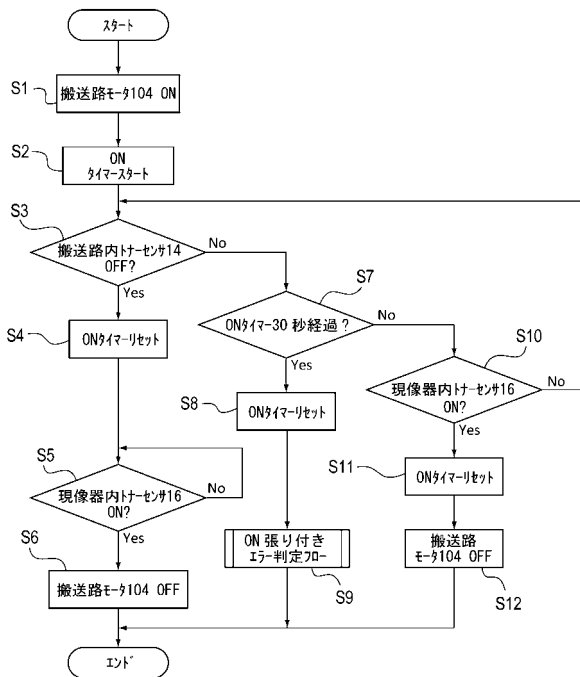 スタート
S1
搬送路モータ104 ON
S2
ON
タイマースタート
S3
搬送路内トナーセンサ14
OFF?
No
Yes
S7
ONタイマー30秒経過?
No
Yes
S4
ONタイマーリセット
S10
現像器内トナーセンサ16
ON?
No
Yes
S8
ONタイマーリセット
S11
ONタイマーリセット
S5
現像器内トナーセンサ16
ON?
No
Yes
ON 張り付き
エラー判定フロー
S9
搬送路
モータ104 OFF
S12
S6
搬送路モータ104 OFF
エンド